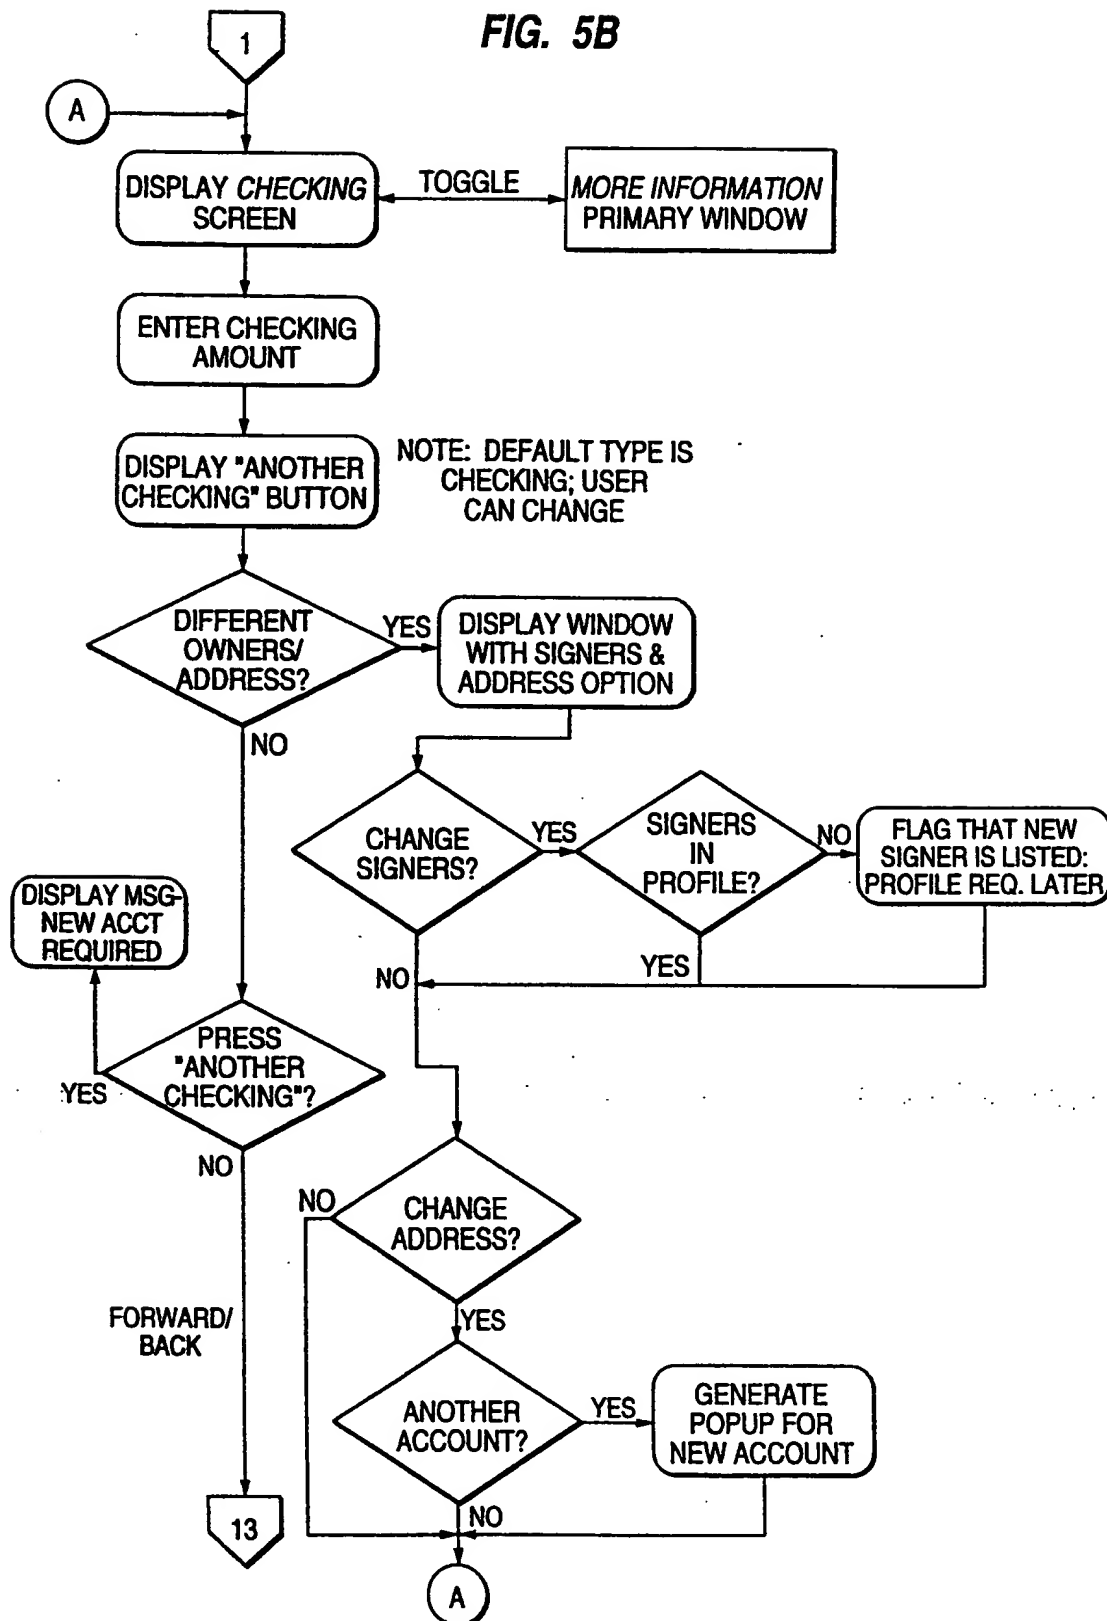 FIG. 5B
1
A
DISPLAY CHECKING
SCREEN
TOGGLE
MORE INFORMATION
PRIMARY WINDOW
ENTER CHECKING
AMOUNT
DISPLAY "ANOTHER
CHECKING" BUTTON
NOTE: DEFAULT TYPE IS
CHECKING; USER
CAN CHANGE
DIFFERENT
OWNERS/
ADDRESS?
YES
DISPLAY WINDOW
WITH SIGNERS &
ADDRESS OPTION
NO
CHANGE
SIGNERS?
YES
SIGNERS
IN
PROFILE?
NO
FLAG THAT NEW
SIGNER IS LISTED:
PROFILE REQ. LATER
DISPLAY MSG-
NEW ACCT
REQUIRED
NO
YES
PRESS
"ANOTHER
CHECKING"?
YES
NO
NO
CHANGE
ADDRESS?
YES
FORWARD/
BACK
ANOTHER
ACCOUNT?
YES
GENERATE
POPUP FOR
NEW ACCOUNT
NO
13
A